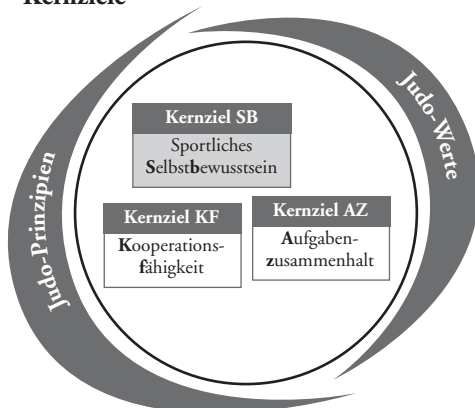 Kernziele
Judo-Prinzipien
Judo-Werte
Kernziel SB
Sportliches
Selbstbewusstsein
Kernziel KF
Kooperations-
fähigkeit
Kernziel AZ
Aufgaben-
zusammenhalt